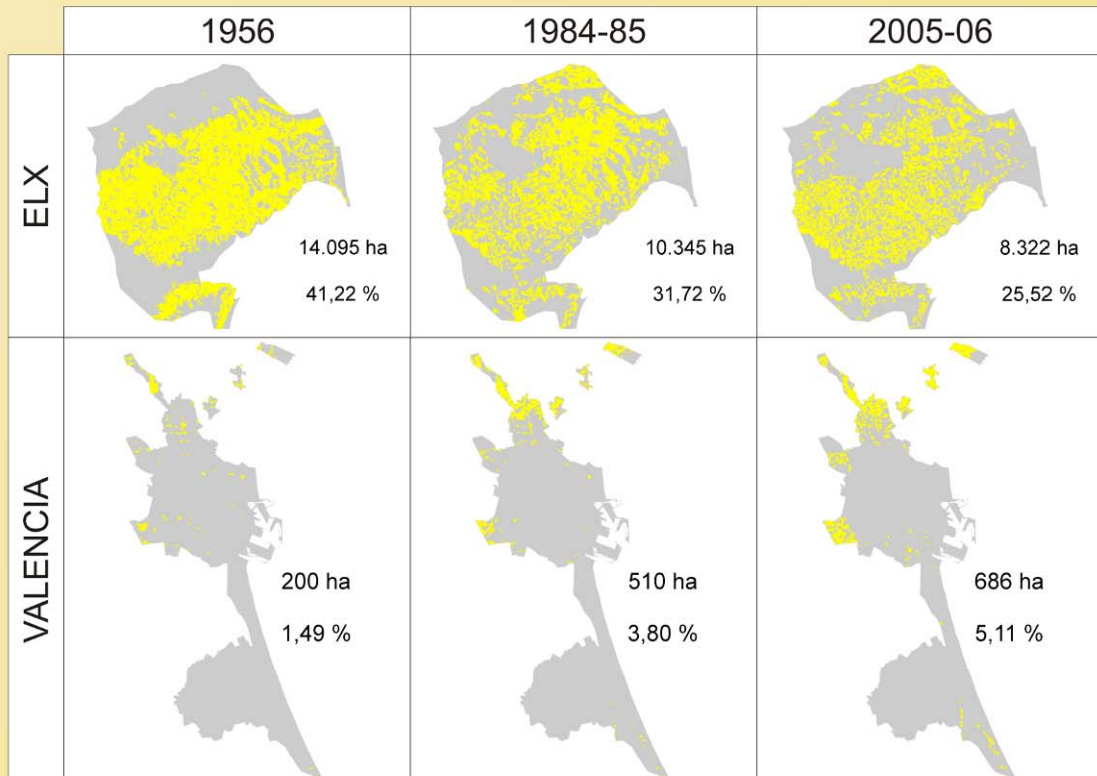 1956
1984-85
2005-06
ELX
14.095 ha
41,22 %
10.345 ha
31,72 %
8.322 ha
25,52 %
VALENCIA
200 ha
1,49 %
510 ha
3,80 %
686 ha
5,11 %